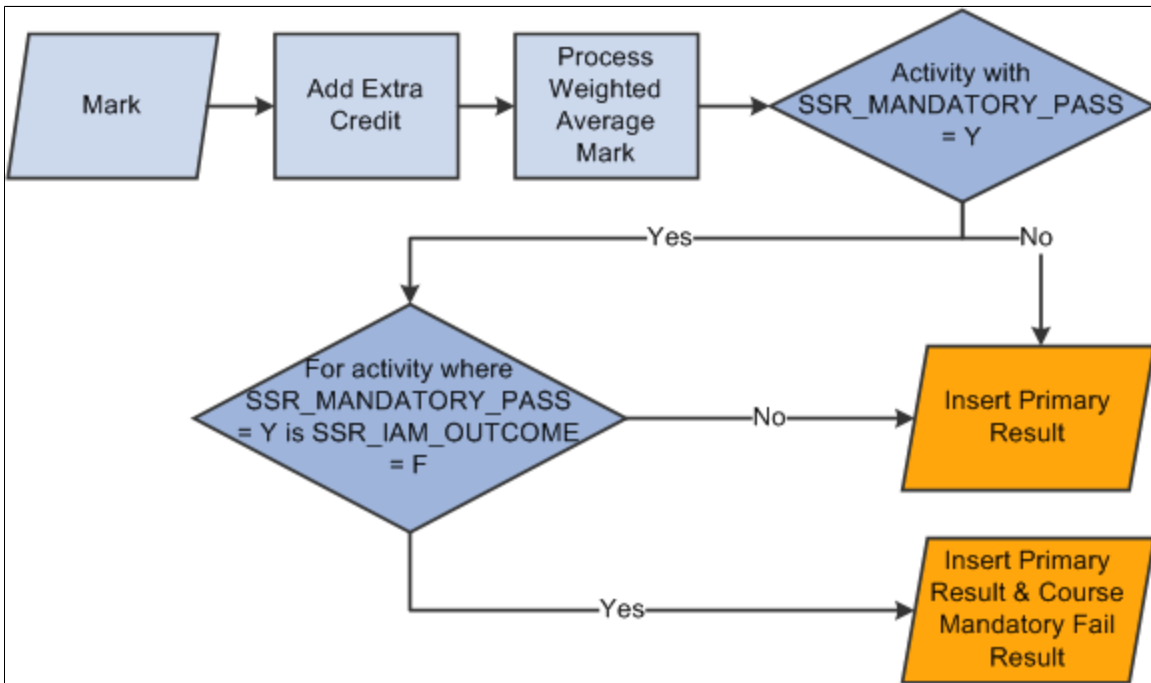 Mark
Add Extra
Credit
Process
Weighted
Average
Mark
Activity with
SSR_MANDATORY_PASS
= Y
Yes
No
For activity where
SSR_MANDATORY_PASS
= Y is SSR_IAM_OUTCOME
= F
No
Insert Primary
Result
Yes
Insert Primary
Result & Course
Mandatory Fail
Result